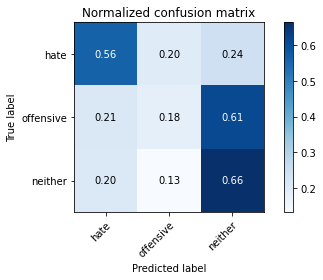 Normalized confusion matrix
hate 0.56 0.20 0.24
offensive 0.21 0.18 0.61
neither 0.20 0.13 0.66
hate offensive neither
True label
Predicted label
0.6
0.5
0.4
0.3
0.2